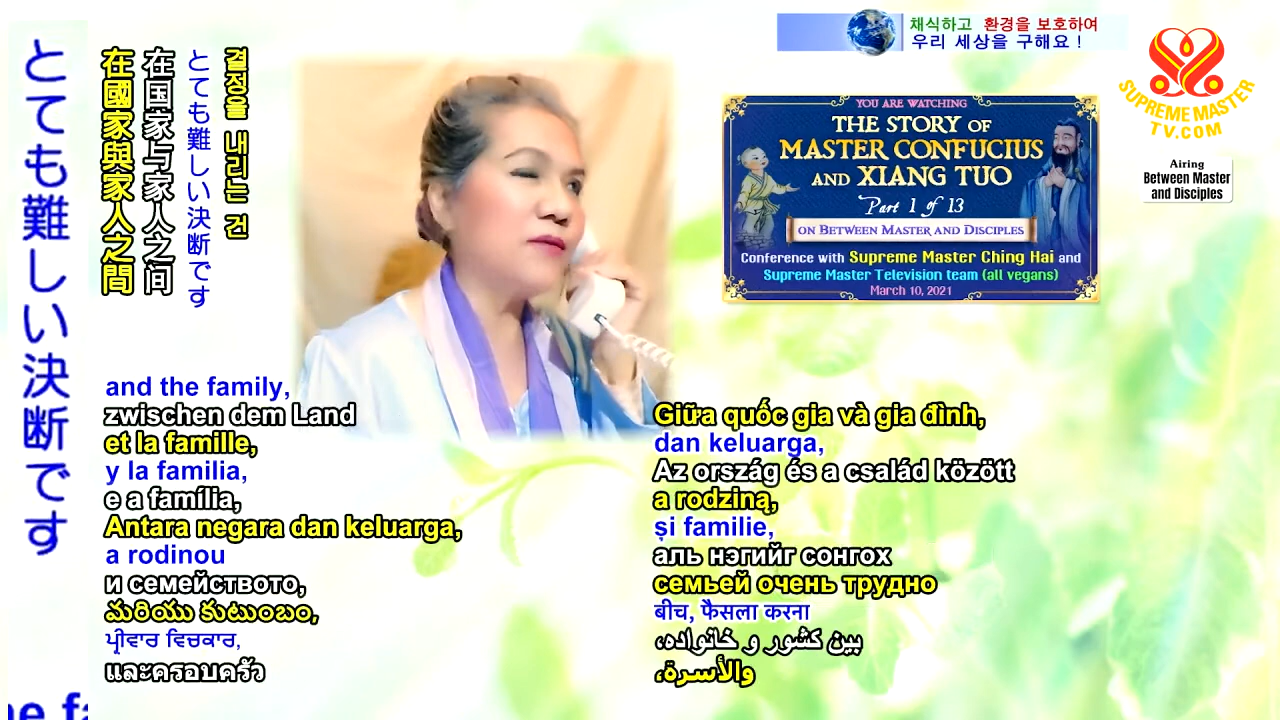 とても難しい決断です
在國家與家人之間
在国家与家人之间
とても難しい決断です
결정을 내리는 건
채식하고 환경을 보호하여
우리 세상을 구해요 !
SUPREME MASTER
TV.COM
Airing
Between Master
and Disciples
YOU ARE WATCHING
THE STORY OF
MASTER CONFUCIUS
AND XIANG TUO
Part 1 of 13
ON BETWEEN MASTER AND DISCIPLES
Conference with Supreme Master Ching Hai and
Supreme Master Television team (all vegans)
March 10, 2021
and the family,
zwischen dem Land
et la famille,
y la familia,
e a família,
Antara negara dan keluarga,
a rodinou
и семейството,
మరియు కుటుంబం,
ਪ੍ਰੀਵਾਰ ਵਿਚਕਾਰ,
และครอบครัว
Giữa quốc gia và gia đình,
dan keluarga,
Az ország és a család között
a rodziną,
și familie,
аль нэгийг сонгох
семьей очень трудно
बीच, फैसला करना
بین کشور و خانواده،
والأسرة،